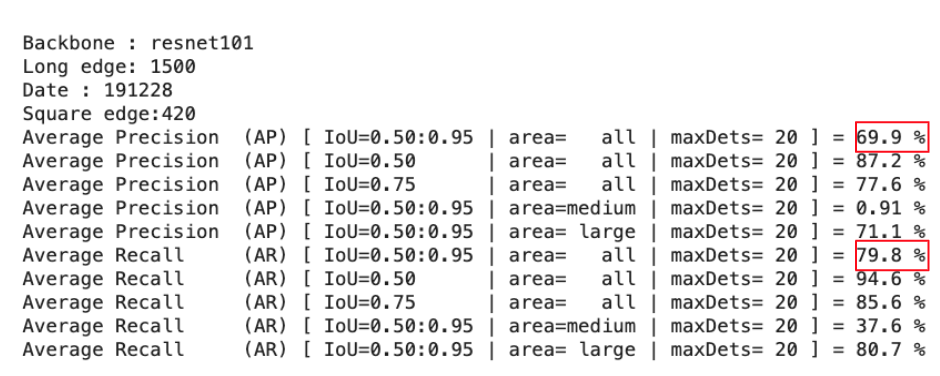 Backbone : resnet101
Long edge: 1500
Date : 191228
Square edge:420
Average Precision  (AP) [ IoU=0.50:0.95 | area=   all | maxDets= 20 ] = 69.9 %
Average Precision  (AP) [ IoU=0.50      | area=   all | maxDets= 20 ] = 87.2 %
Average Precision  (AP) [ IoU=0.75      | area=   all | maxDets= 20 ] = 77.6 %
Average Precision  (AP) [ IoU=0.50:0.95 | area=medium | maxDets= 20 ] = 0.91 %
Average Precision  (AP) [ IoU=0.50:0.95 | area= large | maxDets= 20 ] = 71.1 %
Average Recall     (AR) [ IoU=0.50:0.95 | area=   all | maxDets= 20 ] = 79.8 %
Average Recall     (AR) [ IoU=0.50      | area=   all | maxDets= 20 ] = 94.6 %
Average Recall     (AR) [ IoU=0.75      | area=   all | maxDets= 20 ] = 85.6 %
Average Recall     (AR) [ IoU=0.50:0.95 | area=medium | maxDets= 20 ] = 37.6 %
Average Recall     (AR) [ IoU=0.50:0.95 | area= large | maxDets= 20 ] = 80.7 %